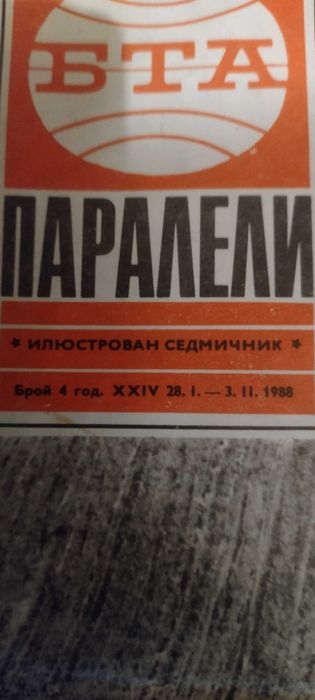 БТА
ПАРАЛЕЛИ
* ИЛЮСТРОВАН СЕДМИЧНИК *
Брой 4 год. XXIV 28. I. — 3. II. 1988